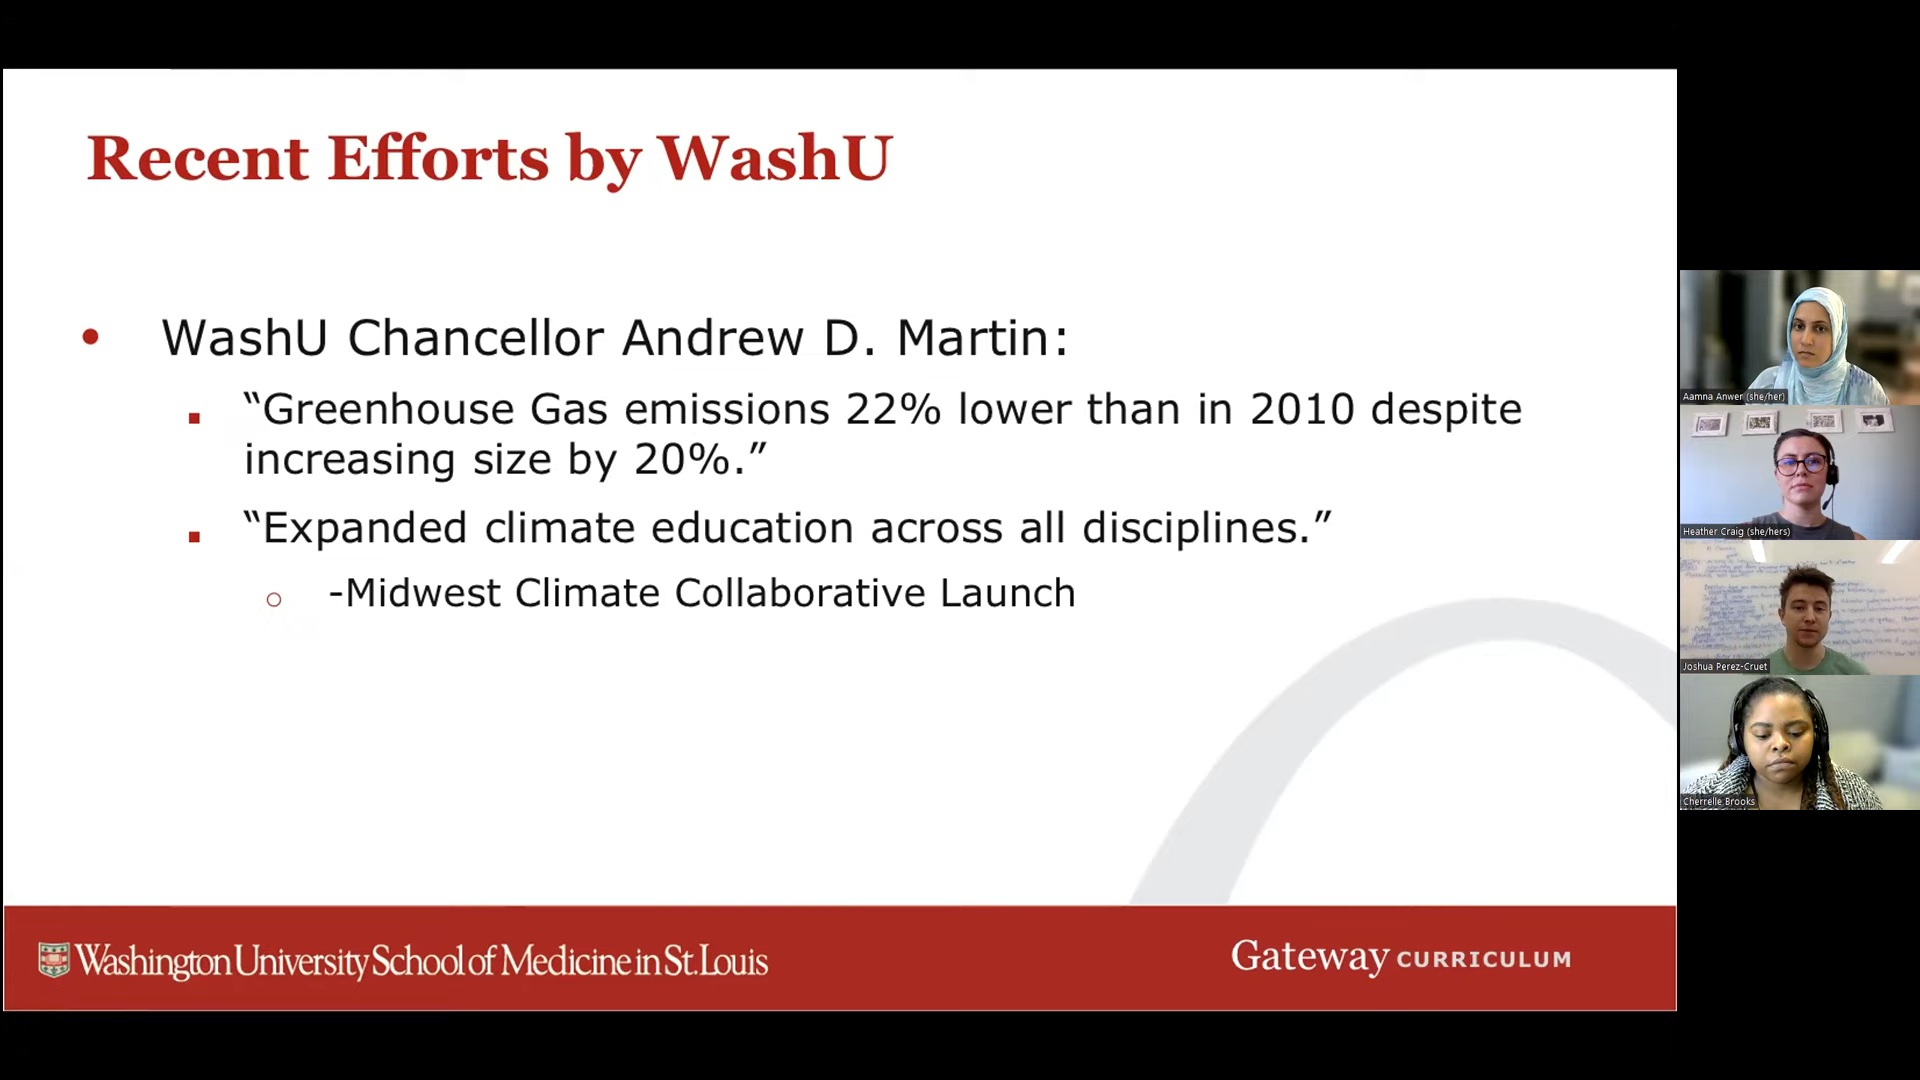 Recent Efforts by WashU
• WashU Chancellor Andrew D. Martin:
▪ “Greenhouse Gas emissions 22% lower than in 2010 despite
increasing size by 20%.”
▪ “Expanded climate education across all disciplines.”
○ -Midwest Climate Collaborative Launch
Washington University School of Medicine in St. Louis
Gateway CURRICULUM
Aamna Anwer (she/her)
Heather Craig (she/hers)
Joshua Perez-Cruet
Cherrelle Brooks